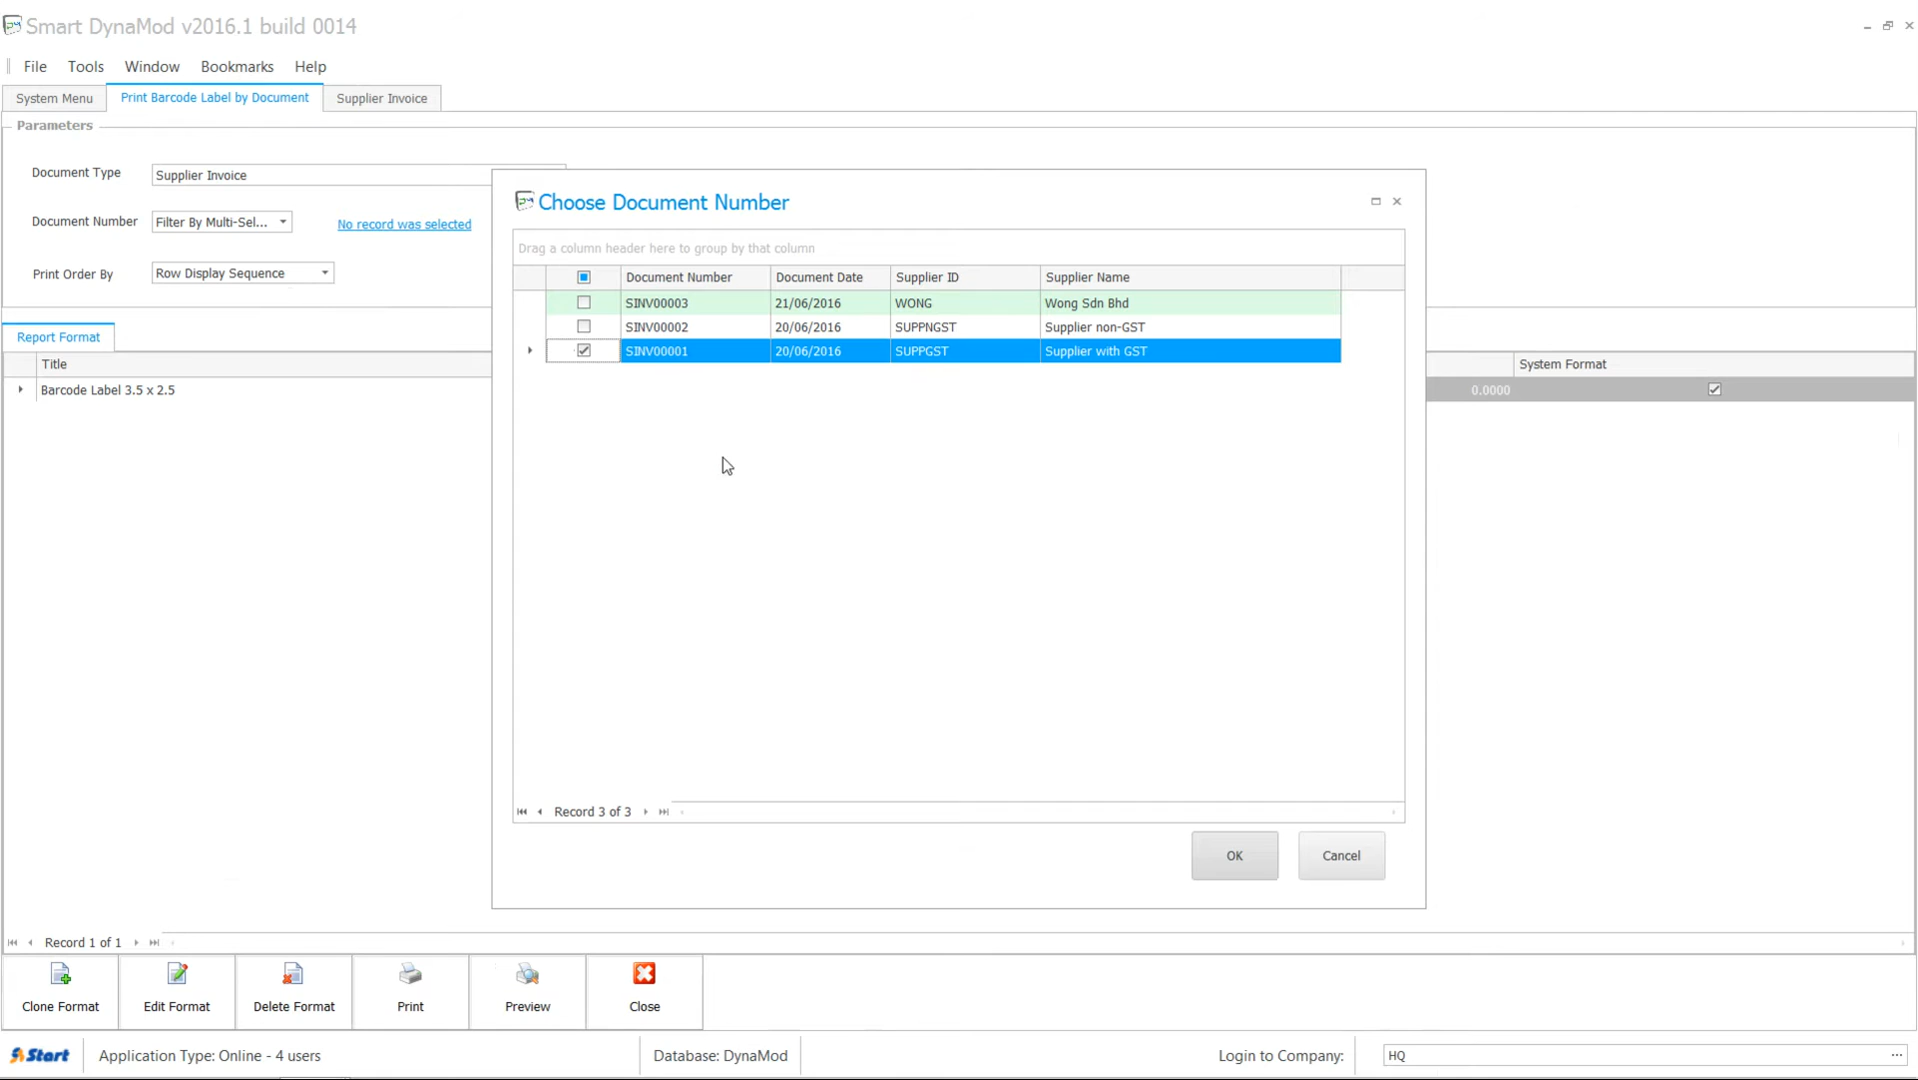 Smart DynaMod v2016.1 build 0014
File Tools Window Bookmarks Help
System Menu Print Barcode Label by Document Supplier Invoice
Parameters
Document Type Supplier Invoice
Document Number Filter By Multi-Sel... No record was selected
Print Order By Row Display Sequence
Choose Document Number
Drag a column header here to group by that column
Document Number Document Date Supplier ID Supplier Name
SINV00003 21/06/2016 WONG Wong Sdn Bhd
SINV00002 20/06/2016 SUPPNGST Supplier non-GST
SINV00001 20/06/2016 SUPPGST Supplier with GST
Record 3 of 3
OK Cancel
Report Format
Title System Format
Barcode Label 3.5 x 2.5 0.0000
Record 1 of 1
Clone Format Edit Format Delete Format Print Preview Close
Start Application Type: Online - 4 users Database: DynaMod Login to Company: HQ ...